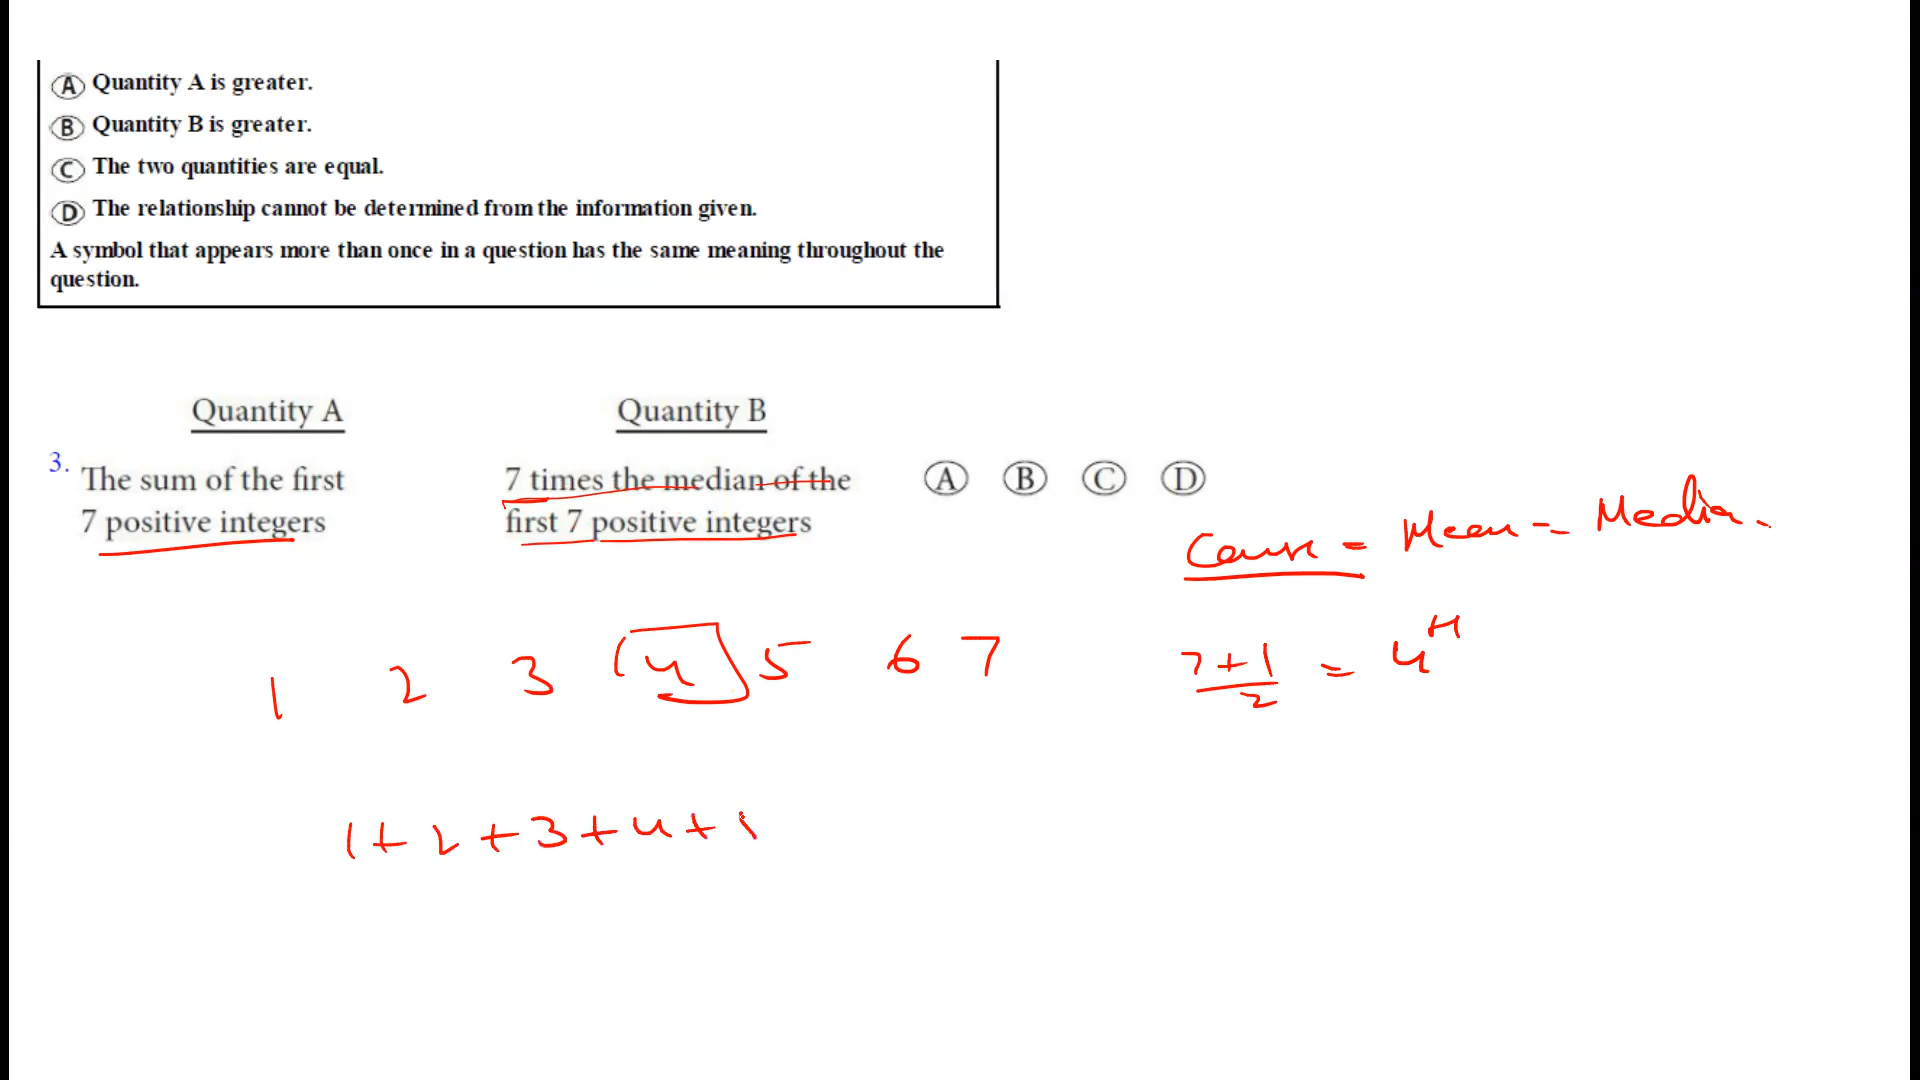 A Quantity A is greater.
B Quantity B is greater.
C The two quantities are equal.
D The relationship cannot be determined from the information given.
A symbol that appears more than once in a question has the same meaning throughout the
question.
Quantity A Quantity B
3. The sum of the first 7 times the median of the A B C D
7 positive integers first 7 positive integers
= Mean = Median.
1 2 3 4 5 6 7
7+1/2 = 4th
1+2+3+4+